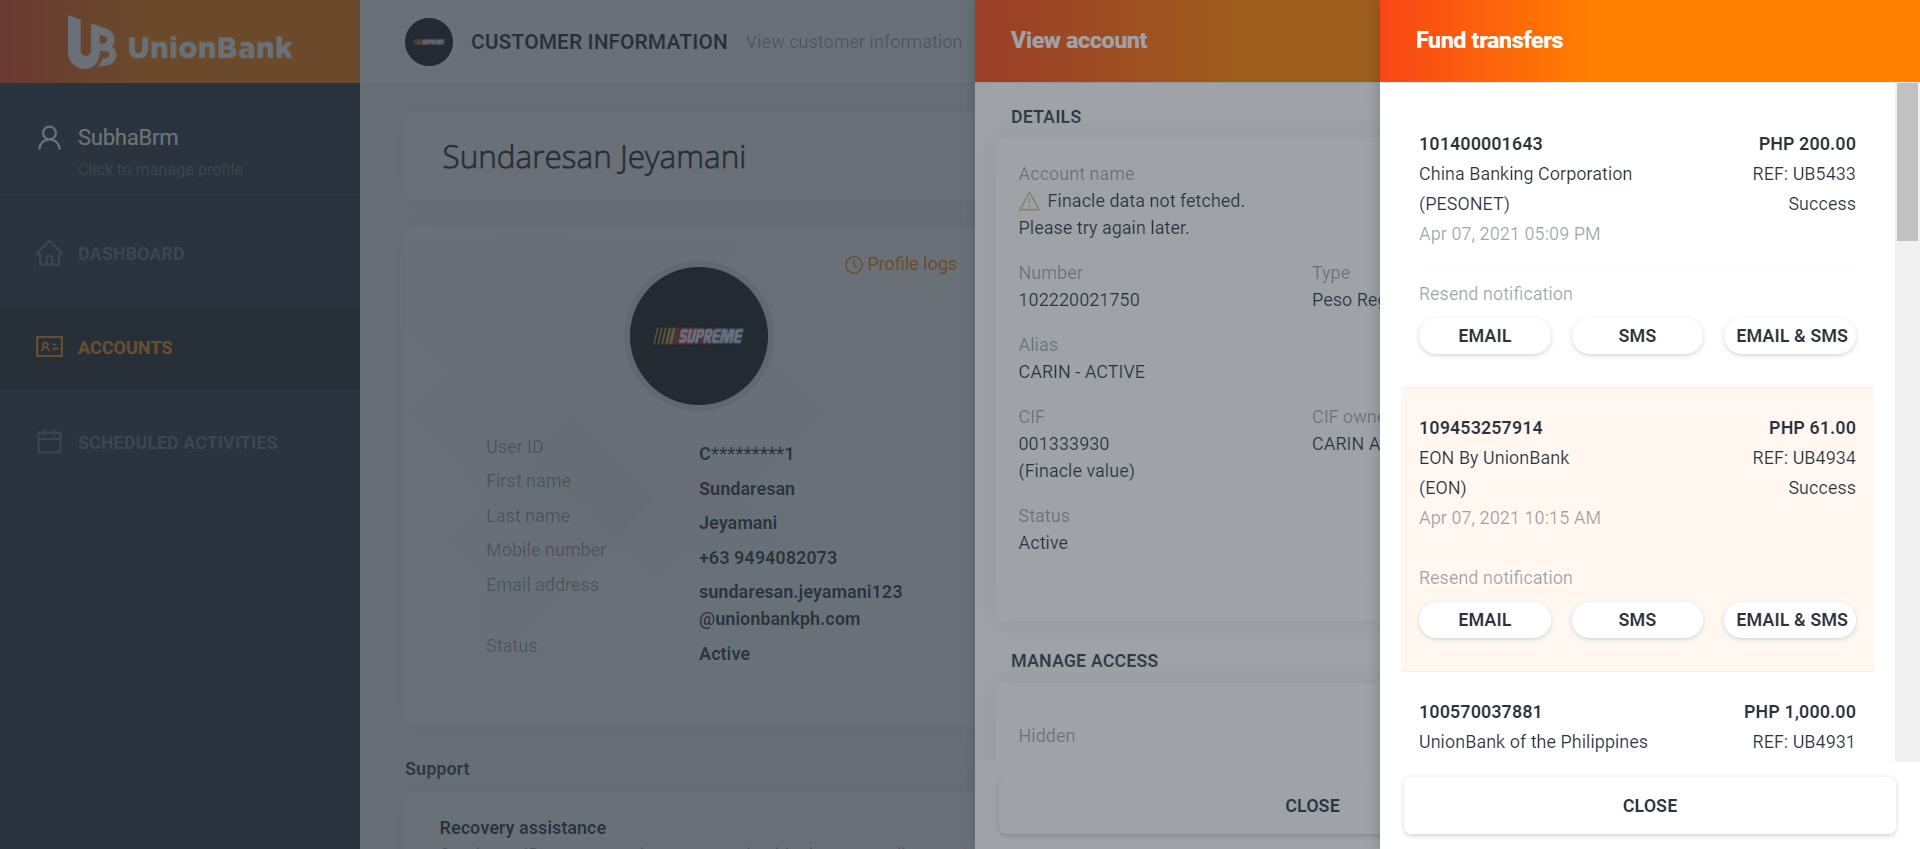 UB UnionBank
SubhaBrm
Click to manage profile
DASHBOARD
ACCOUNTS
SCHEDULED ACTIVITIES
SUPREME
CUSTOMER INFORMATION View customer information
Sundaresan Jeyamani
Profile logs
SUPREME
User ID C*********1
First name Sundaresan
Last name Jeyamani
Mobile number +63 9494082073
Email address sundaresan.jeyamani123
@unionbankph.com
Status Active
Support
Recovery assistance
View account
DETAILS
Account name
Finacle data not fetched.
Please try again later.
Number Type
102220021750 Peso Reg
Alias
CARIN - ACTIVE
CIF CIF owne
001333930 CARIN A
(Finacle value)
Status
Active
MANAGE ACCESS
Hidden
CLOSE
Fund transfers
101400001643 PHP 200.00
China Banking Corporation REF: UB5433
(PESONET) Success
Apr 07, 2021 05:09 PM
Resend notification
EMAIL SMS EMAIL & SMS
109453257914 PHP 61.00
EON By UnionBank REF: UB4934
(EON) Success
Apr 07, 2021 10:15 AM
Resend notification
EMAIL SMS EMAIL & SMS
100570037881 PHP 1,000.00
UnionBank of the Philippines REF: UB4931
CLOSE